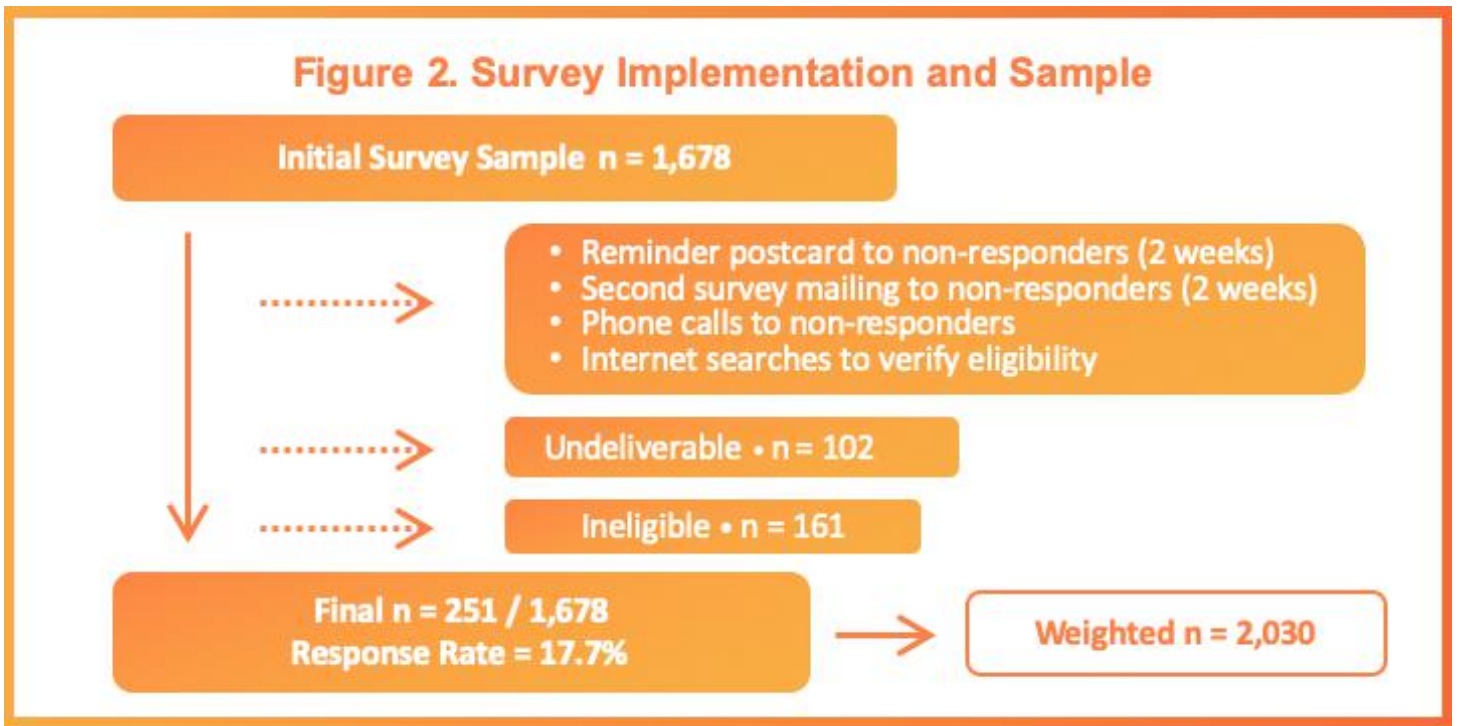 Figure 2. Survey Implementation and Sample
Initial Survey Sample n = 1,678
• Reminder postcard to non-responders (2 weeks)
• Second survey mailing to non-responders (2 weeks)
• Phone calls to non-responders
• Internet searches to verify eligibility
Undeliverable • n = 102
Ineligible • n = 161
Final n = 251 / 1,678
Response Rate = 17.7%
Weighted n = 2,030